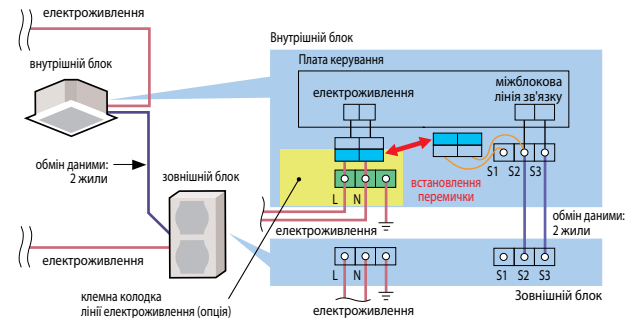 електроживлення
внутрішній блок
обмін даними:
2 жили
зовнішній блок
електроживлення
клемна колодка
лінії електроживлення (опція)
Внутрішній блок
Плата керування
електроживлення
міжблокова
лінія зв'язку
S1 S2 S3
встановлення
перемички
L N
електроживлення
обмін даними:
2 жили
L N
S1 S2 S3
Зовнішній блок
електроживлення